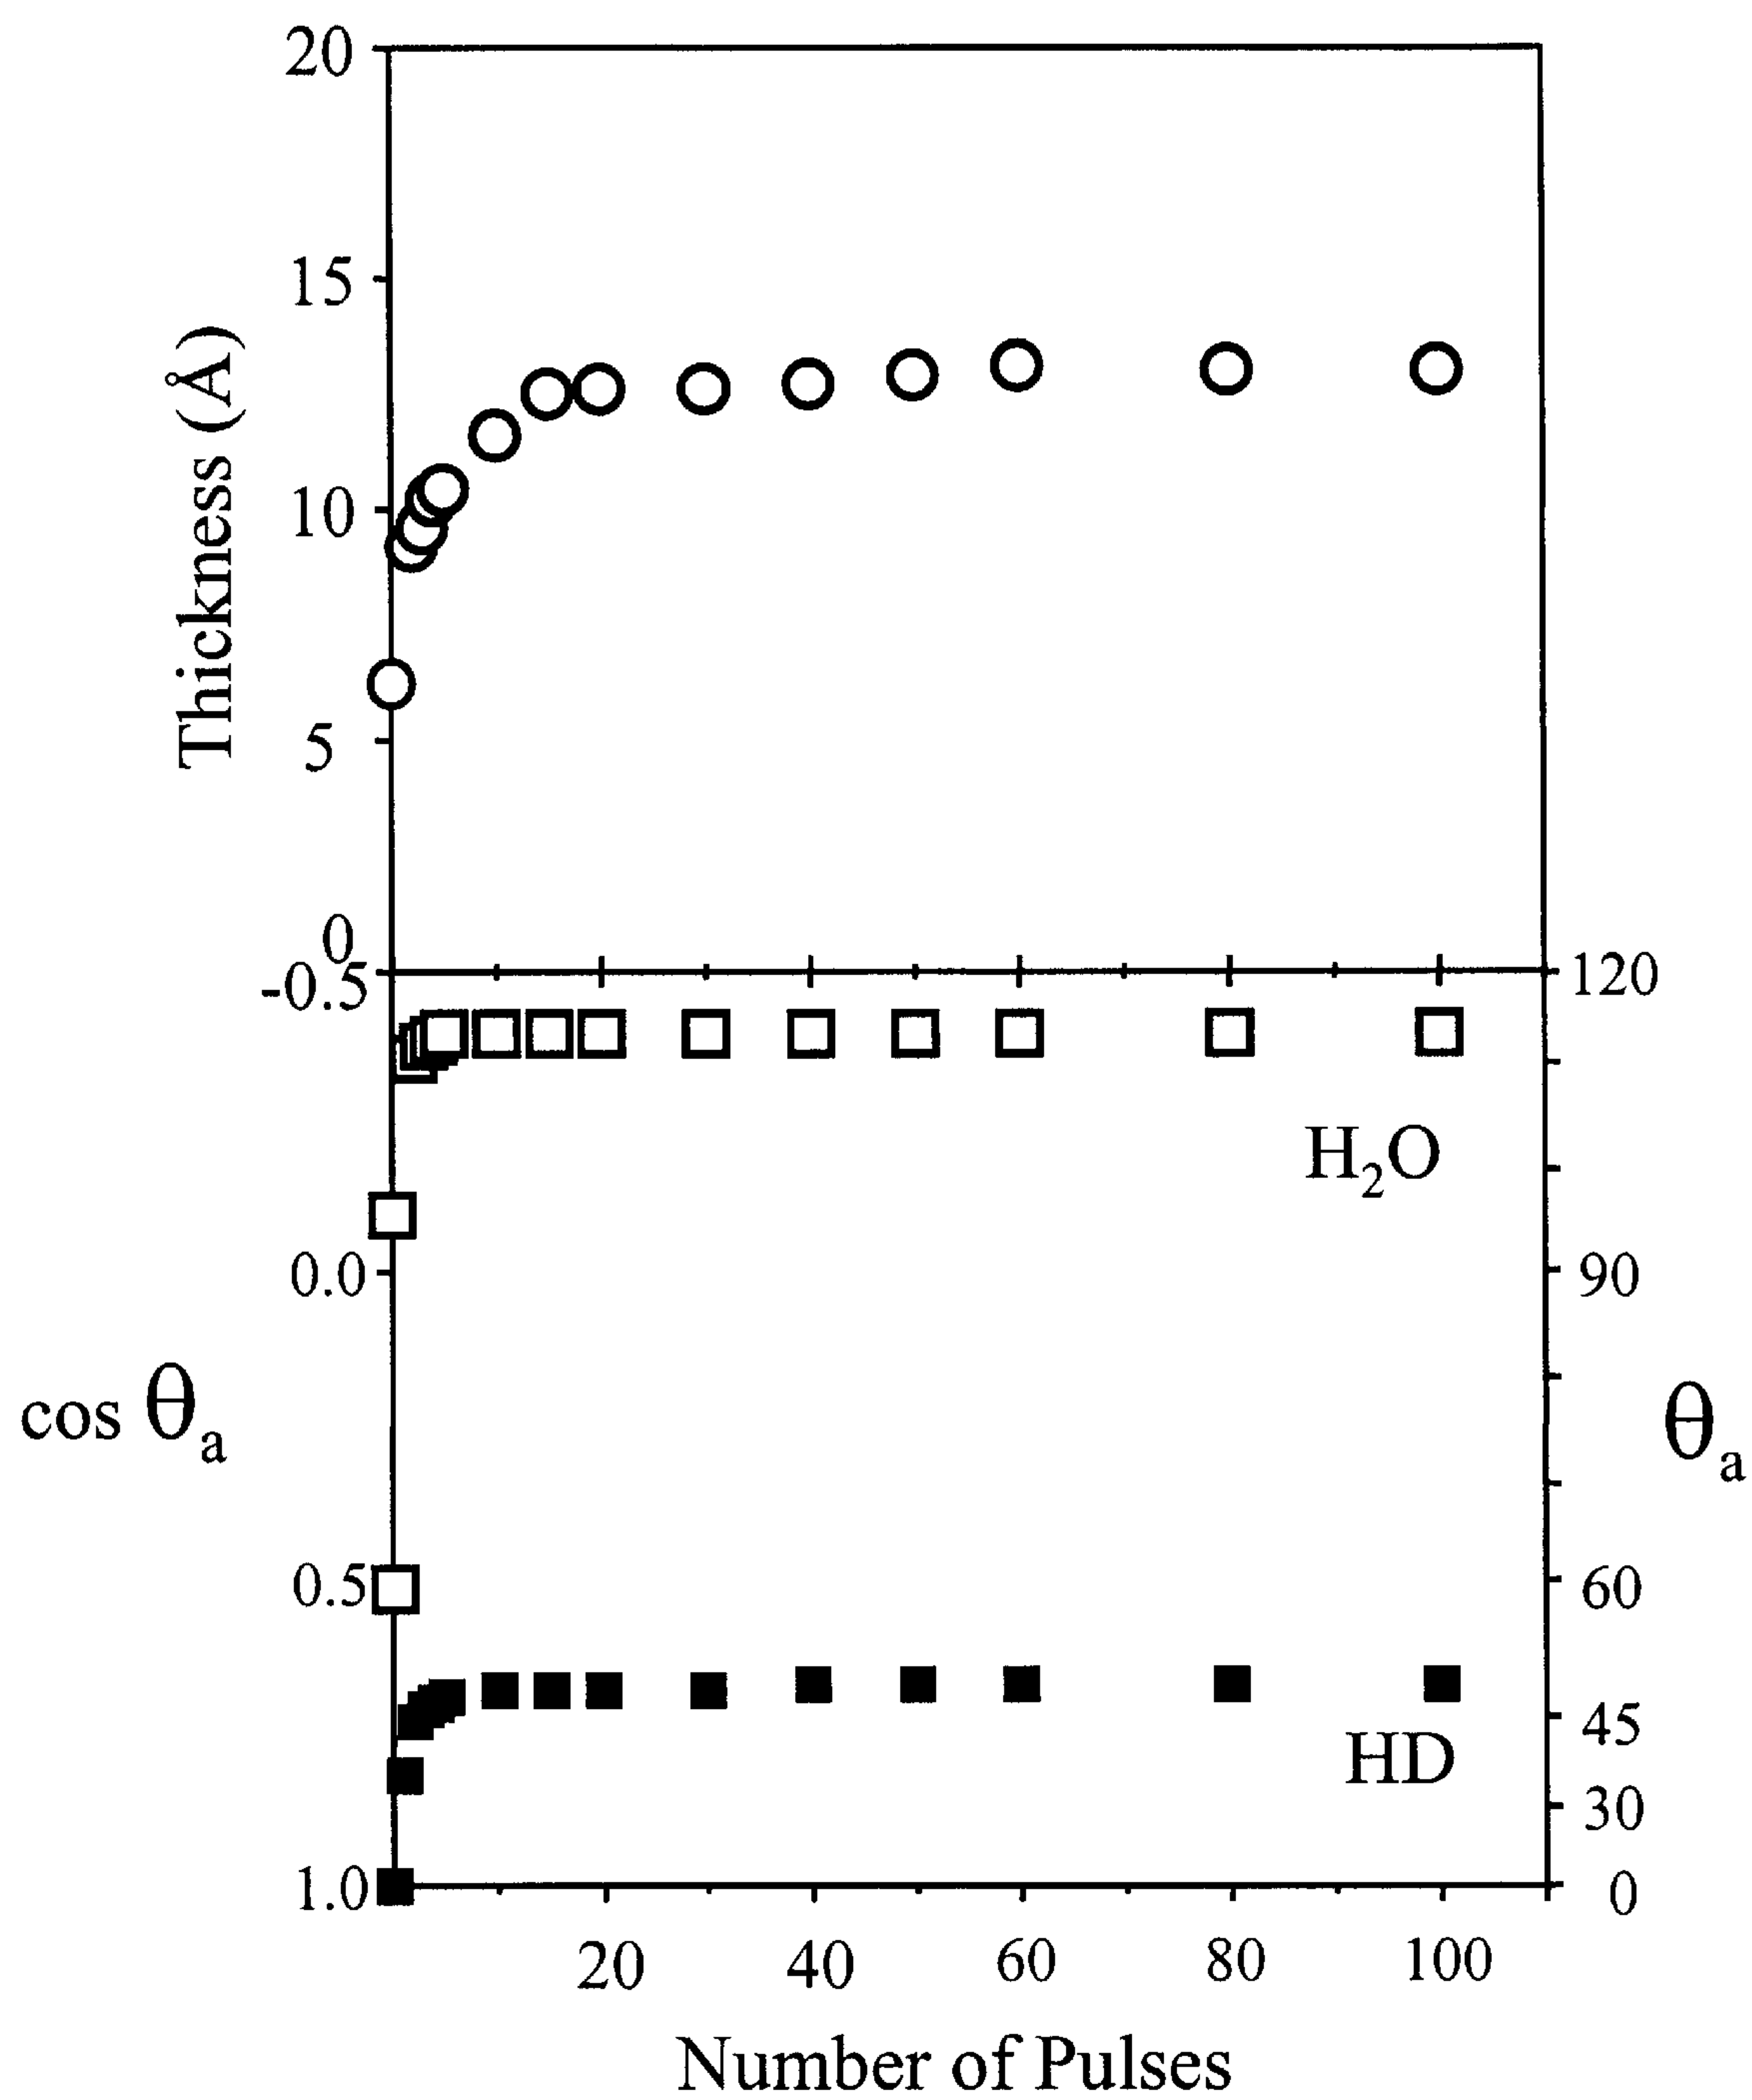 20
15
Thickness (Å)
10
5
0
-0.5
120
H₂O
0.0
90
cos θₐ
θₐ
0.5
60
45
HD
30
1.0
0
20 40 60 80 100
Number of Pulses